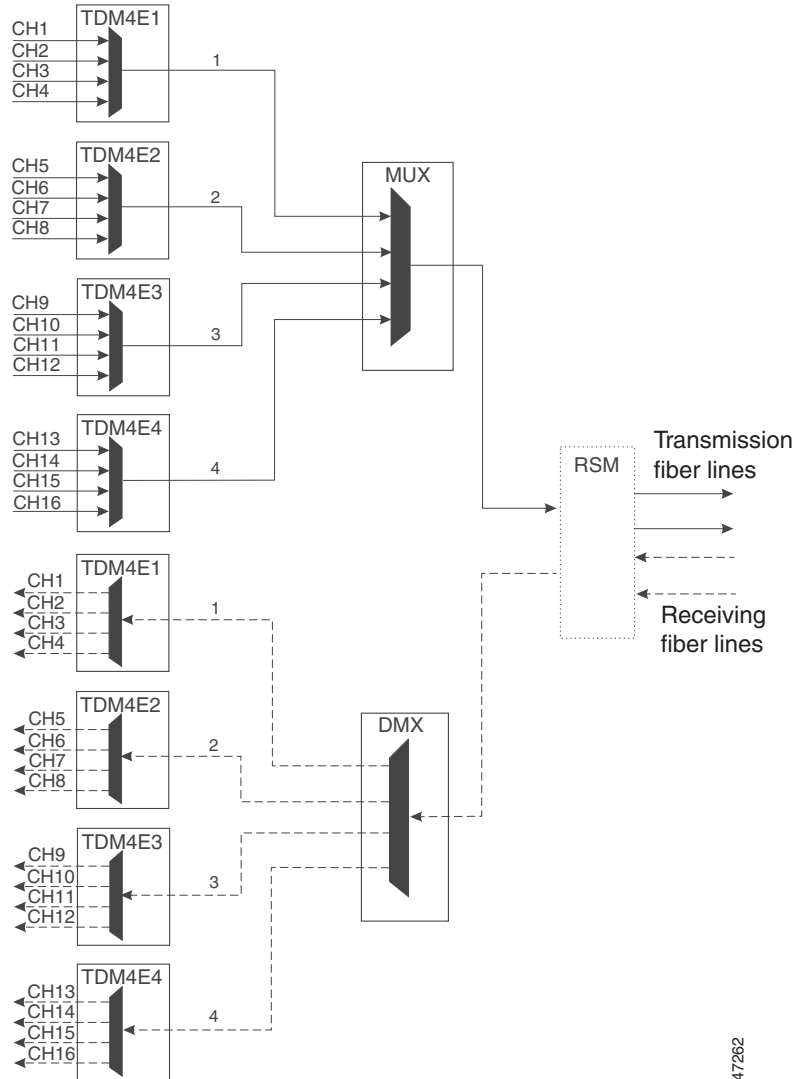 TDM4E1
CH1
CH2
CH3
CH4
1
TDM4E2
CH5
CH6
CH7
CH8
2
TDM4E3
CH9
CH10
CH11
CH12
3
TDM4E4
CH13
CH14
CH15
CH16
4
MUX
RSM
Transmission
fiber lines
Receiving
fiber lines
TDM4E1
CH1
CH2
CH3
CH4
1
TDM4E2
CH5
CH6
CH7
CH8
2
TDM4E3
CH9
CH10
CH11
CH12
3
TDM4E4
CH13
CH14
CH15
CH16
4
DMX
47262